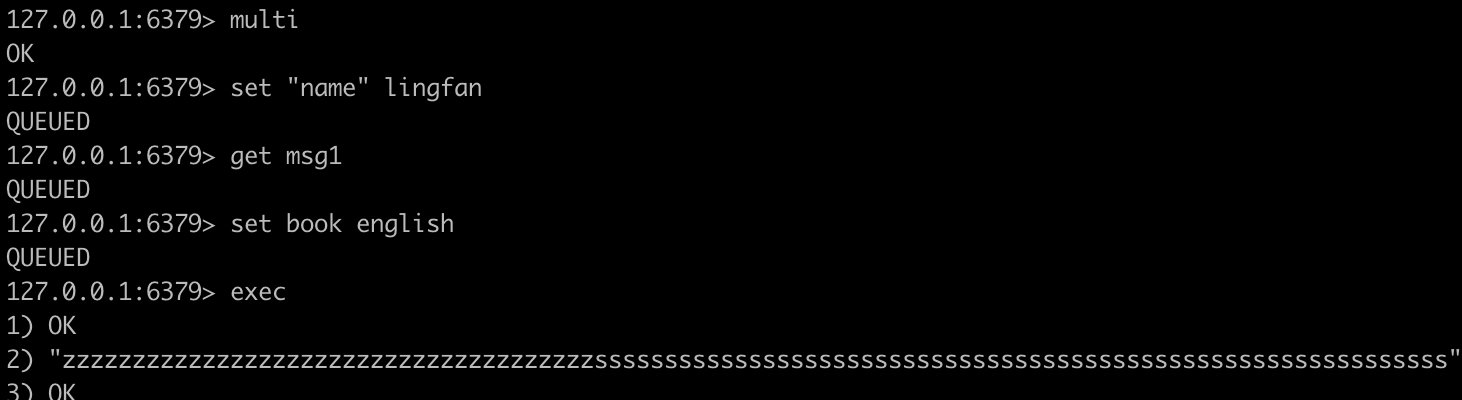 127.0.0.1:6379> multi
OK
127.0.0.1:6379> set "name" lingfan
QUEUED
127.0.0.1:6379> get msg1
QUEUED
127.0.0.1:6379> set book english
QUEUED
127.0.0.1:6379> exec
1) OK
2) "zzzzzzzzzzzzzzzzzzzzzzzzzzzzzzzzzzzzzzsssssssssssssssssssssssssssssssssssssssssssssssssssssssssssss"
3) OK